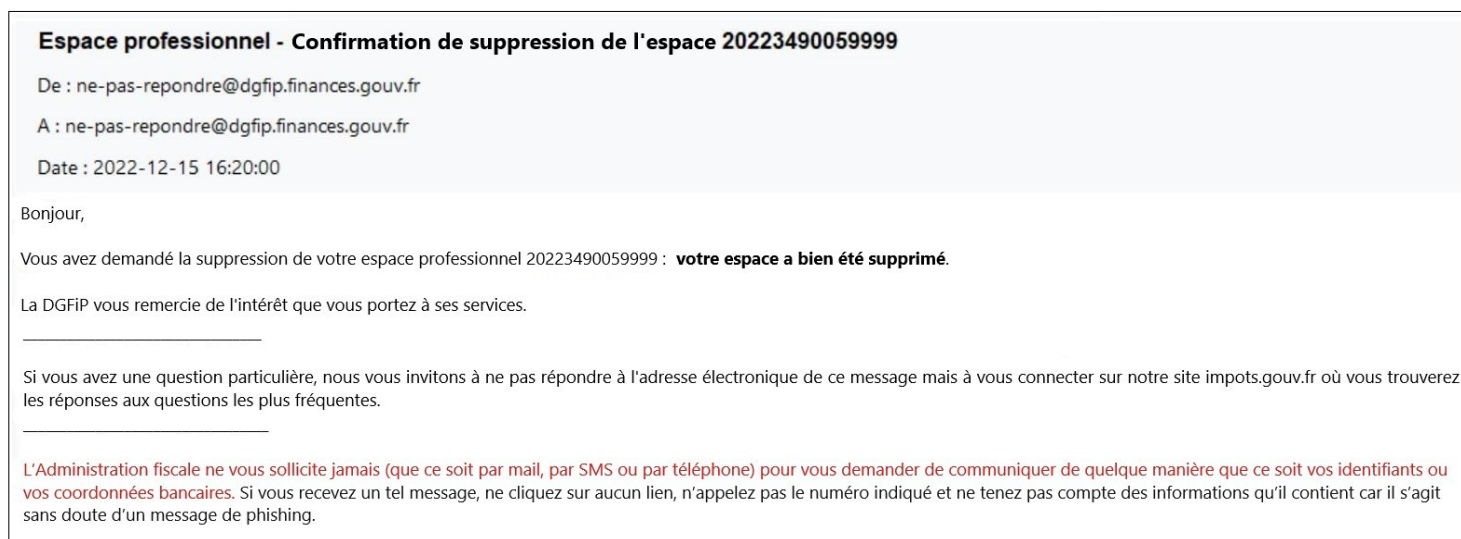 Espace professionnel - Confirmation de suppression de l'espace 20223490059999
De : ne-pas-repondre@dgfip.finances.gouv.fr
A : ne-pas-repondre@dgfip.finances.gouv.fr
Date : 2022-12-15 16:20:00
Bonjour,
Vous avez demandé la suppression de votre espace professionnel 20223490059999 : votre espace a bien été supprimé.
La DGFiP vous remercie de l'intérêt que vous portez à ses services.
Si vous avez une question particulière, nous vous invitons à ne pas répondre à l'adresse électronique de ce message mais à vous connecter sur notre site impots.gouv.fr où vous trouverez
les réponses aux questions les plus fréquentes.
L’Administration fiscale ne vous sollicite jamais (que ce soit par mail, par SMS ou par téléphone) pour vous demander de communiquer de quelque manière que ce soit vos identifiants ou
vos coordonnées bancaires. Si vous recevez un tel message, ne cliquez sur aucun lien, n’appelez pas le numéro indiqué et ne tenez pas compte des informations qu’il contient car il s’agit
sans doute d’un message de phishing.